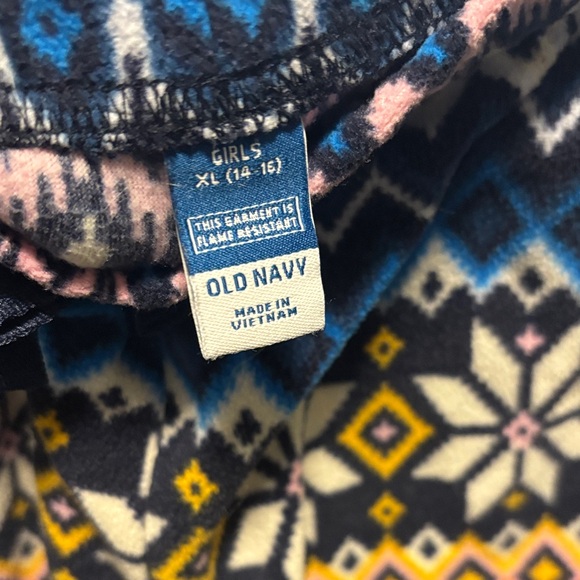 GIRLS
XL (14-16)
THIS GARMENT IS
FLAME RESISTANT
OLD NAVY
MADE IN
VIETNAM